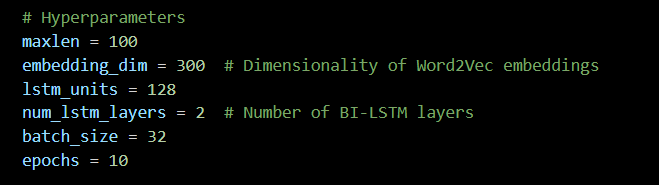 # Hyperparameters
maxlen = 100
embedding_dim = 300  # Dimensionality of Word2Vec embeddings
lstm_units = 128
num_lstm_layers = 2  # Number of BI-LSTM layers
batch_size = 32
epochs = 10